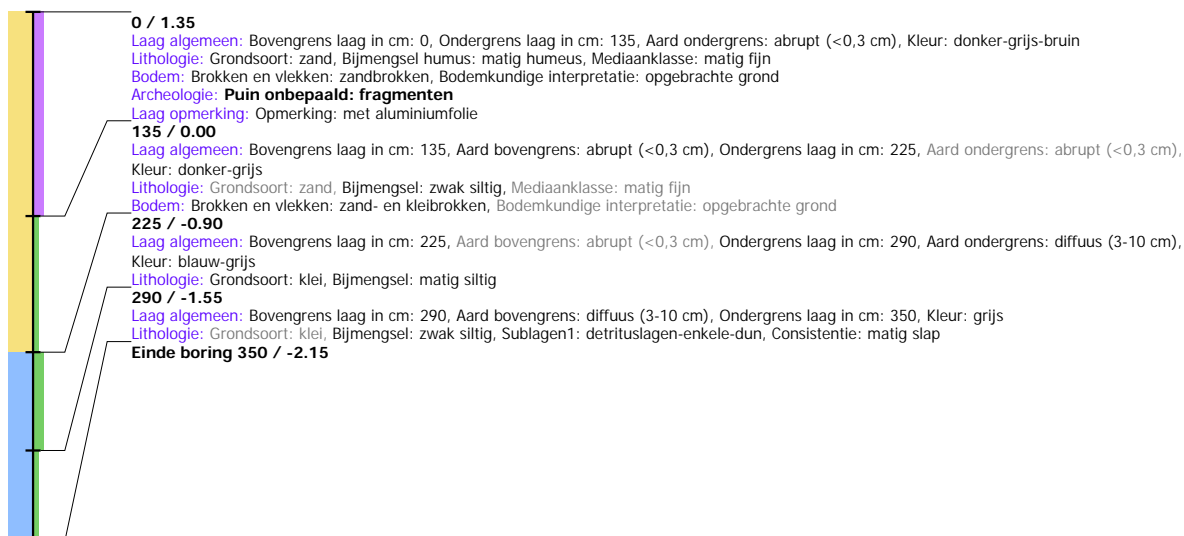 0 / 1.35
Laag algemeen: Bovengrens laag in cm: 0, Ondergrens laag in cm: 135, Aard ondergrens: abrupt (<0,3 cm), Kleur: donker-grijs-bruin
Lithologie: Grondsoort: zand, Bijmengsel humus: matig humeus, Mediaanklasse: matig fijn
Bodem: Brokken en vlekken: zandbrokken, Bodemkundige interpretatie: opgebrachte grond
Archeologie: Puin onbepaald: fragmenten
Laag opmerking: Opmerking: met aluminiumfolie
135 / 0.00
Laag algemeen: Bovengrens laag in cm: 135, Aard bovengrens: abrupt (<0,3 cm), Ondergrens laag in cm: 225, Aard ondergrens: abrupt (<0,3 cm),
Kleur: donker-grijs
Lithologie: Grondsoort: zand, Bijmengsel: zwak siltig, Mediaanklasse: matig fijn
Bodem: Brokken en vlekken: zand- en kleibrokken, Bodemkundige interpretatie: opgebrachte grond
225 / -0.90
Laag algemeen: Bovengrens laag in cm: 225, Aard bovengrens: abrupt (<0,3 cm), Ondergrens laag in cm: 290, Aard ondergrens: diffuus (3-10 cm),
Kleur: blauw-grijs
Lithologie: Grondsoort: klei, Bijmengsel: matig siltig
290 / -1.55
Laag algemeen: Bovengrens laag in cm: 290, Aard bovengrens: diffuus (3-10 cm), Ondergrens laag in cm: 350, Kleur: grijs
Lithologie: Grondsoort: klei, Bijmengsel: zwak siltig, Sublagen1: detrituslagen-enkele-dun, Consistentie: matig slap
Einde boring 350 / -2.15